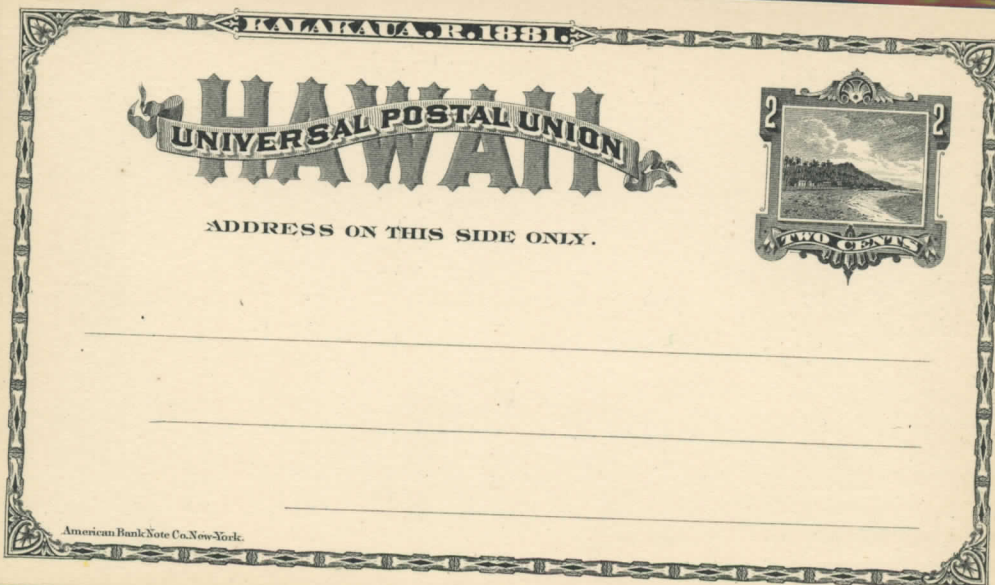 KALAKAUA.R.1881.
HAWAII
UNIVERSAL POSTAL UNION
2 2
TWO CENTS
ADDRESS ON THIS SIDE ONLY.
American Bank Note Co. New-York.